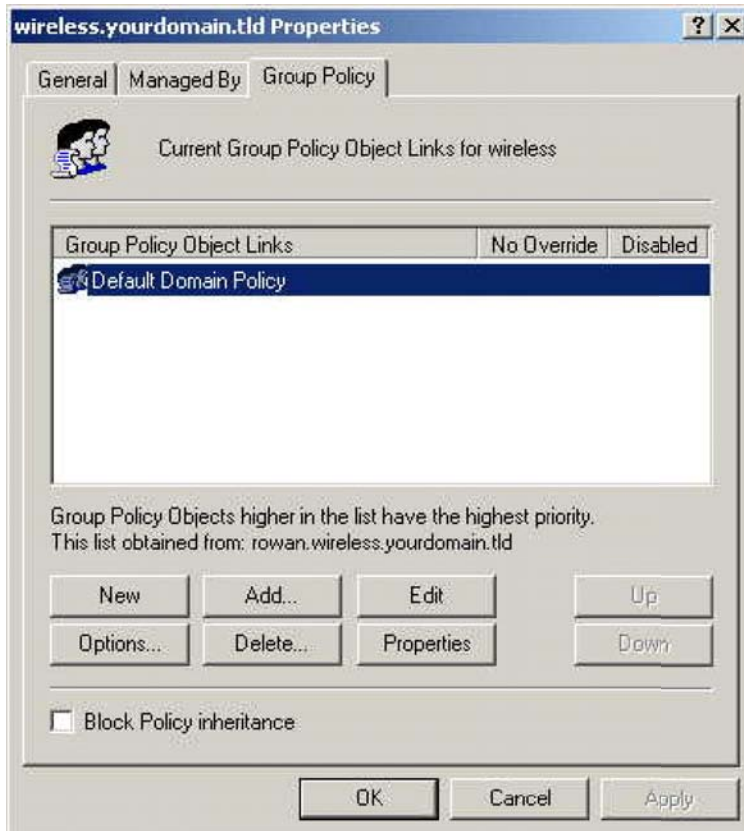 wireless.yourdomain.tld Properties
General Managed By Group Policy
Current Group Policy Object Links for wireless
Group Policy Object Links No Override Disabled
Default Domain Policy
Group Policy Objects higher in the list have the highest priority.
This list obtained from: rowan.wireless.yourdomain.tld
New Add... Edit Up
Options... Delete... Properties Down
Block Policy inheritance
OK Cancel Apply